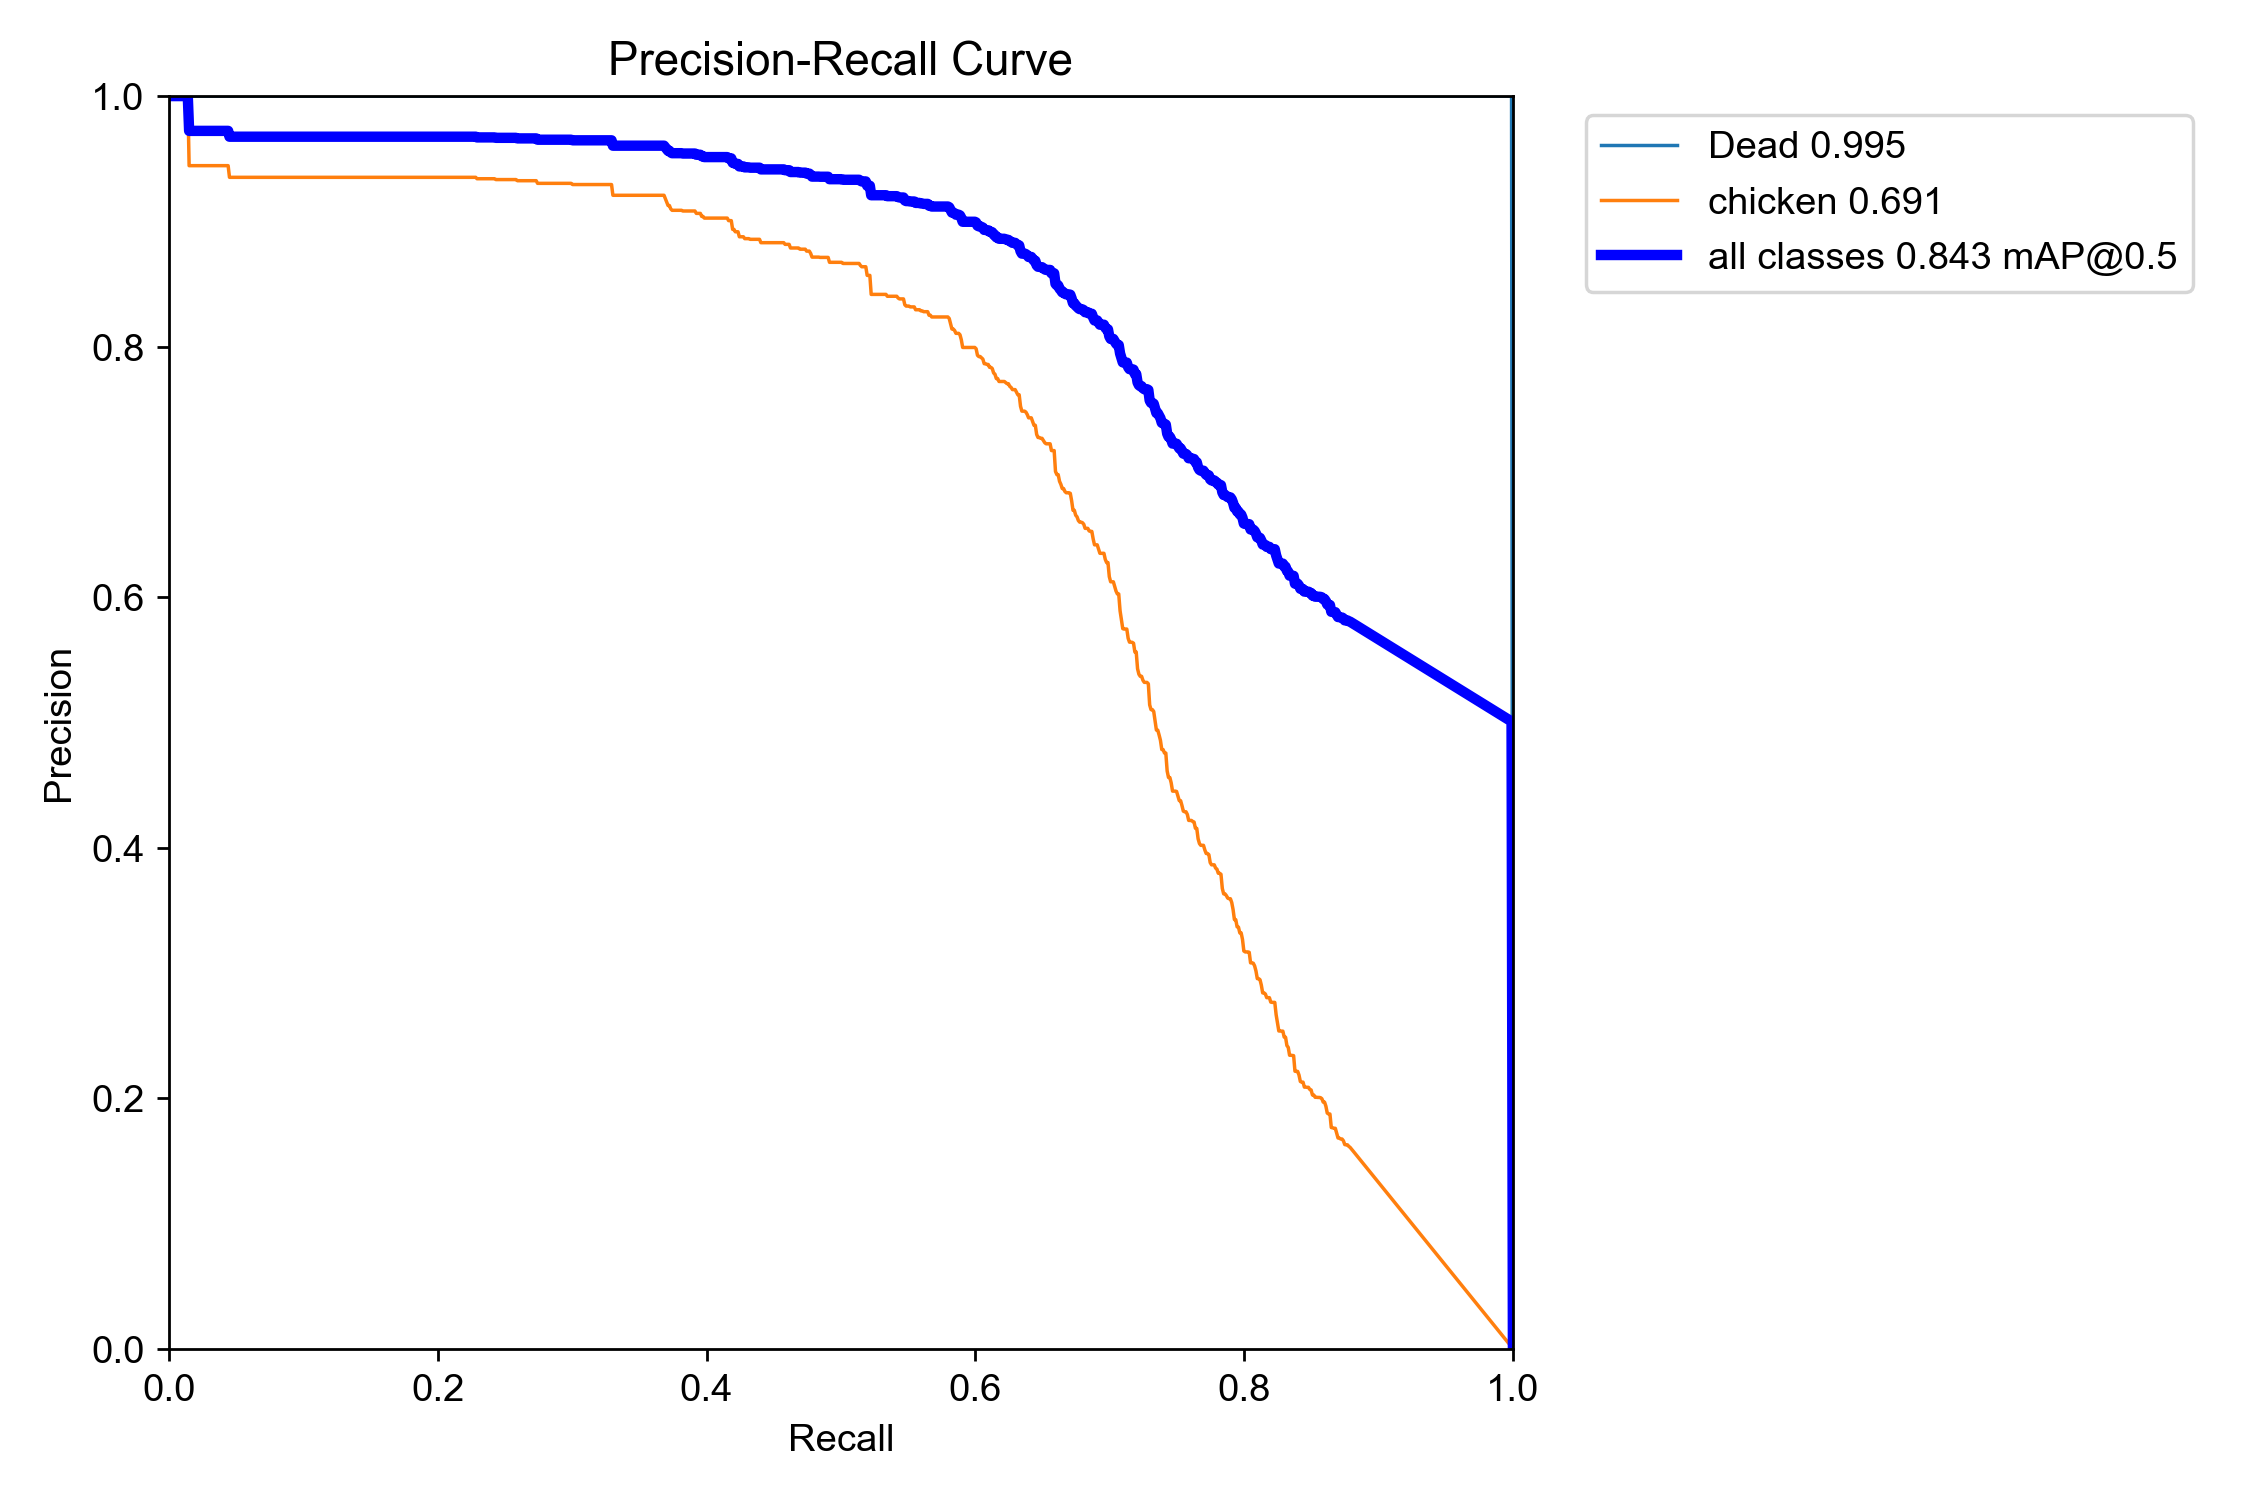 Precision-Recall Curve
1.0
0.8
0.6
0.4
0.2
0.0
Precision
0.0 0.2 0.4 0.6 0.8 1.0
Recall
Dead 0.995
chicken 0.691
all classes 0.843 mAP@0.5